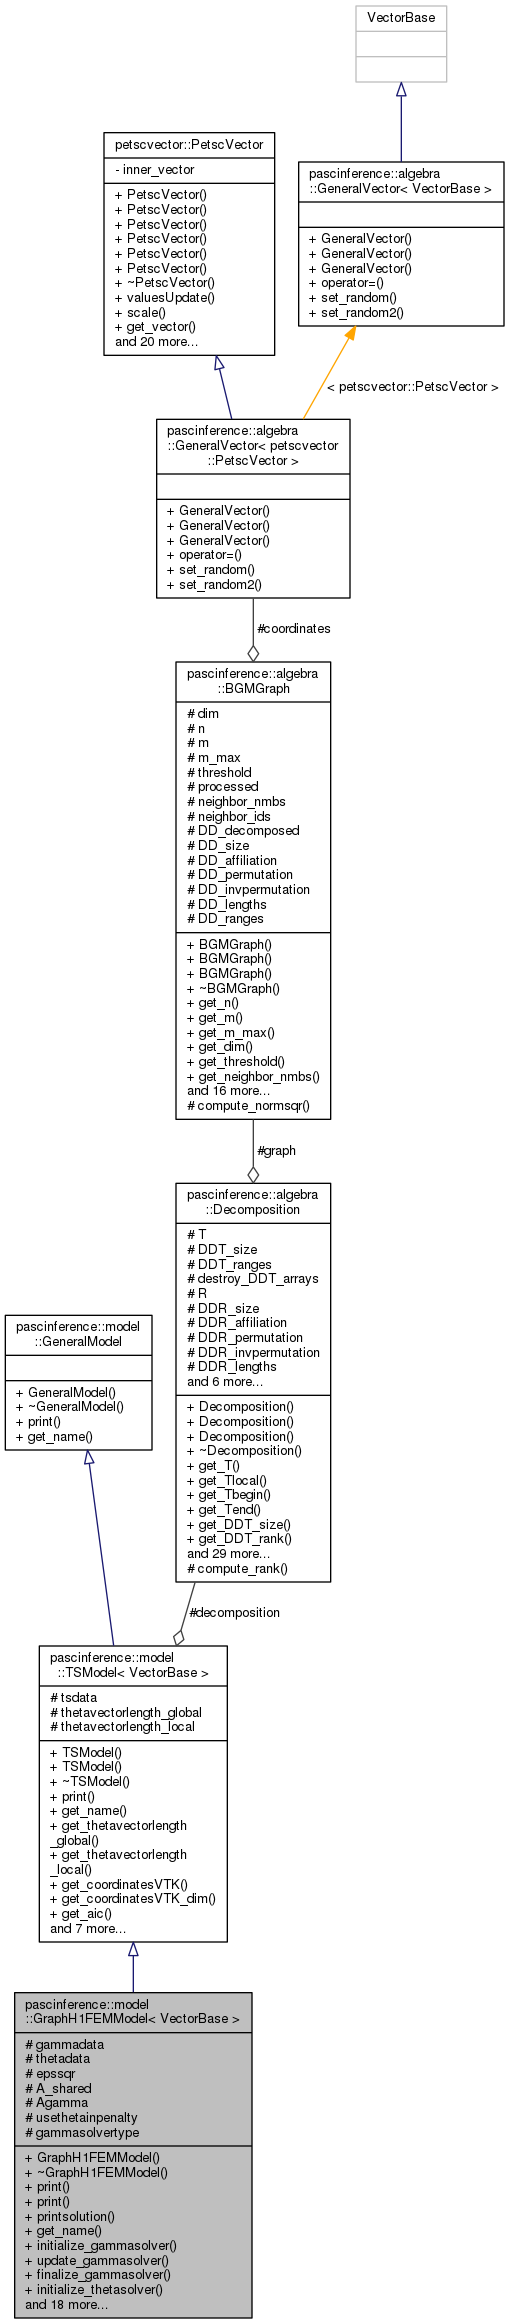 VectorBase
petscvector::PetscVector
- inner_vector
+ PetscVector()
+ PetscVector()
+ PetscVector()
+ PetscVector()
+ PetscVector()
+ PetscVector()
+ ~PetscVector()
+ valuesUpdate()
+ scale()
+ get_vector()
and 20 more...
pascinference::algebra
::GeneralVector< VectorBase >
+ GeneralVector()
+ GeneralVector()
+ GeneralVector()
+ operator=()
+ set_random()
+ set_random2()
< petscvector::PetscVector >
pascinference::algebra
::GeneralVector< petscvector
::PetscVector >
+ GeneralVector()
+ GeneralVector()
+ GeneralVector()
+ operator=()
+ set_random()
+ set_random2()
#coordinates
pascinference::algebra
::BGMGraph
# dim
# n
# m
# m_max
# threshold
# processed
# neighbor_nmbs
# neighbor_ids
# DD_decomposed
# DD_size
# DD_affiliation
# DD_permutation
# DD_invpermutation
# DD_lengths
# DD_ranges
+ BGMGraph()
+ BGMGraph()
+ BGMGraph()
+ ~BGMGraph()
+ get_n()
+ get_m()
+ get_m_max()
+ get_dim()
+ get_threshold()
+ get_neighbor_nmbs()
and 16 more...
# compute_normsqr()
#graph
pascinference::algebra
::Decomposition
# T
# DDT_size
# DDT_ranges
# destroy_DDT_arrays
# R
# DDR_size
# DDR_affiliation
# DDR_permutation
# DDR_invpermutation
# DDR_lengths
and 6 more...
+ Decomposition()
+ Decomposition()
+ Decomposition()
+ ~Decomposition()
+ get_T()
+ get_Tlocal()
+ get_Tbegin()
+ get_Tend()
+ get_DDT_size()
+ get_DDT_rank()
and 29 more...
# compute_rank()
pascinference::model
::GeneralModel
+ GeneralModel()
+ ~GeneralModel()
+ print()
+ get_name()
#decomposition
pascinference::model
::TSModel< VectorBase >
# tsdata
# thetavectorlength_global
# thetavectorlength_local
+ TSModel()
+ TSModel()
+ ~TSModel()
+ print()
+ get_name()
+ get_thetavectorlength
_global()
+ get_thetavectorlength
_local()
+ get_coordinatesVTK()
+ get_coordinatesVTK_dim()
+ get_aic()
and 7 more...
pascinference::model
::GraphH1FEMModel< VectorBase >
# gammadata
# thetadata
# epssqr
# A_shared
# Agamma
# usethetainpenalty
# gammasolvertype
+ GraphH1FEMModel()
+ ~GraphH1FEMModel()
+ print()
+ print()
+ printsolution()
+ get_name()
+ initialize_gammasolver()
+ update_gammasolver()
+ finalize_gammasolver()
+ initialize_thetasolver()
and 18 more...